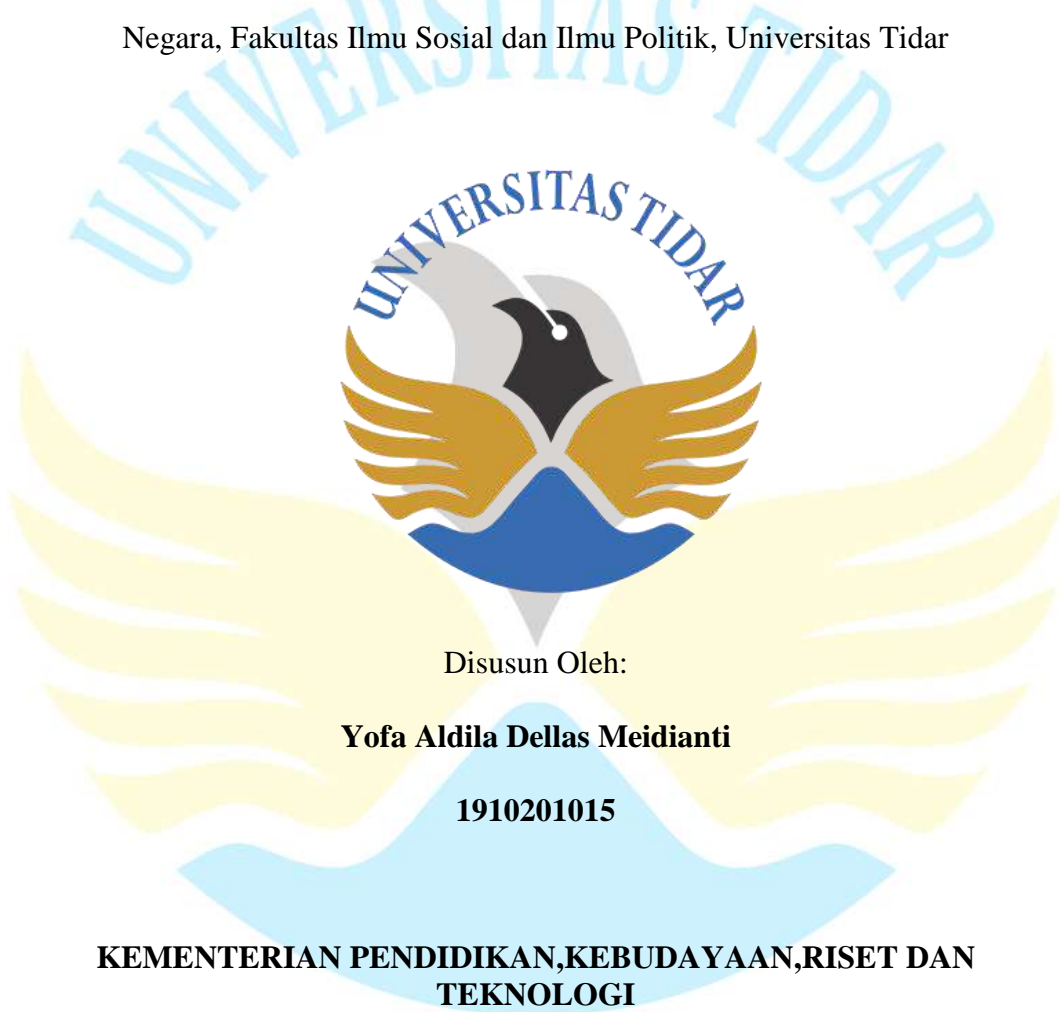 Negara, Fakultas Ilmu Sosial dan Ilmu Politik, Universitas Tidar
UNIVERSITAS TIDAR
UNIVERSITAS TIDAR
Disusun Oleh:
Yofa Aldila Dellas Meidianti
1910201015
KEMENTERIAN PENDIDIKAN,KEBUDAYAAN,RISET DAN
TEKNOLOGI